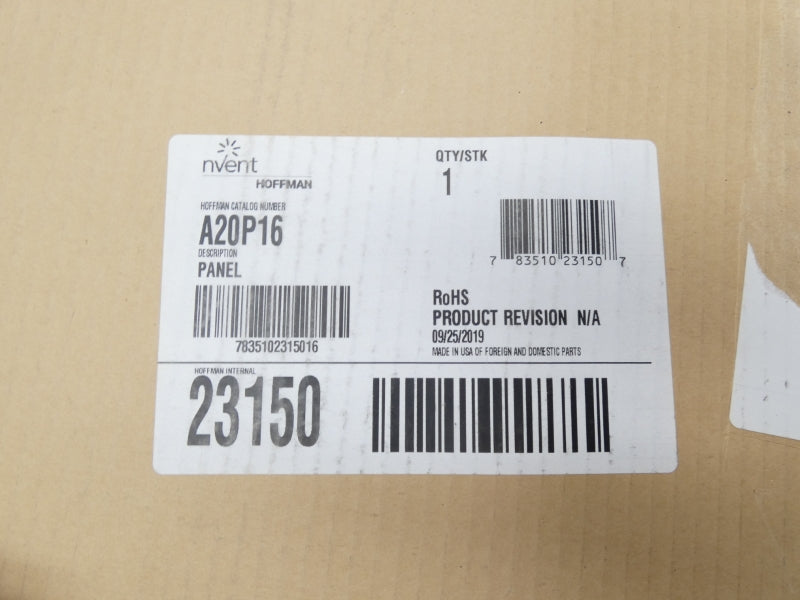 nvent
HOFFMAN
QTY/STK
1
HOFFMAN CATALOG NUMBER
A20P16
DESCRIPTION
PANEL
7835102315016
7 83510 23150 7
RoHS
PRODUCT REVISION N/A
09/25/2019
MADE IN USA OF FOREIGN AND DOMESTIC PARTS
HOFFMAN INTERNAL
23150